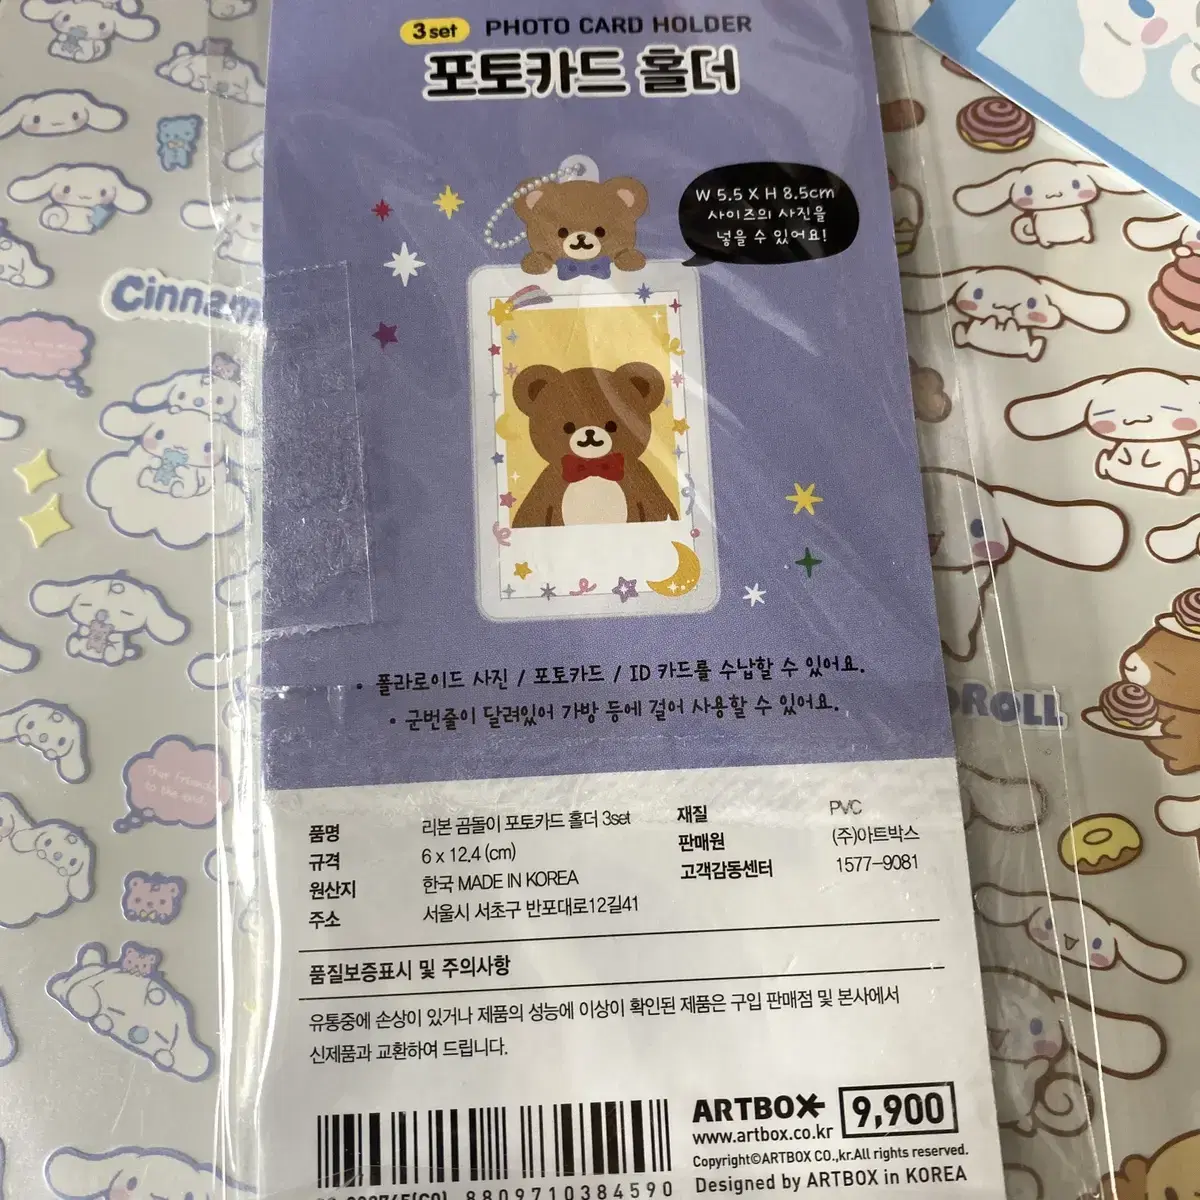 3 set PHOTO CARD HOLDER
포토카드 홀더
W 5.5 X H 8.5cm
사이즈의 사진을
넣을 수 있어요!
Cinnam
• 폴라로이드 사진 / 포토카드 / ID 카드를 수납할 수 있어요.
• 군번줄이 달려있어 가방 등에 걸어 사용할 수 있어요.
ROLL
True friends
to the end.
품명 리본 곰돌이 포토카드 홀더 3set
규격 6 x 12.4 (cm)
원산지 한국 MADE IN KOREA
주소 서울시 서초구 반포대로12길41
재질 PVC
판매원 (주)아트박스
고객감동센터 1577-9081
품질보증표시 및 주의사항
유통중에 손상이 있거나 제품의 성능에 이상이 확인된 제품은 구입 판매점 및 본사에서
신제품과 교환하여 드립니다.
ARTBOX 9,900
www.artbox.co.kr
Copyright©ARTBOX CO.,kr.All rights reserved.
Designed by ARTBOX in KOREA
8809710384590